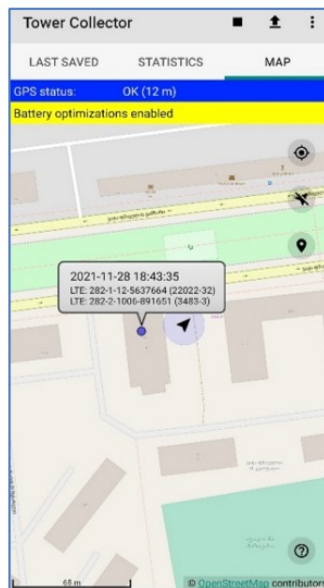 Tower Collector
LAST SAVED STATISTICS MAP
GPS status: OK (12 m)
Battery optimizations enabled
2021-11-28 18:43:35
LTE: 282-1-12-5637664 (22022-32)
LTE: 282-2-1006-891651 (3483-3)
68 m
© OpenStreetMap contributors